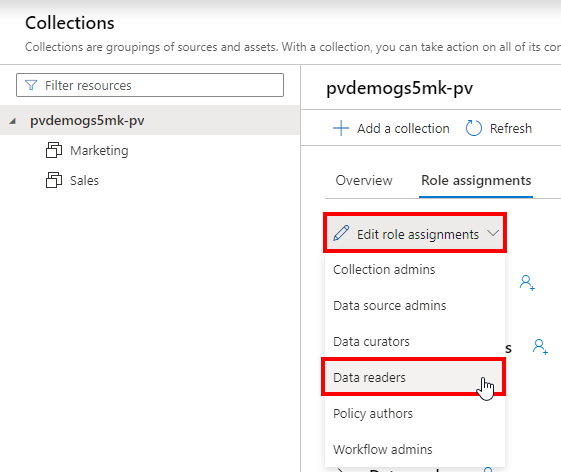 Collections
Collections are groupings of sources and assets. With a collection, you can take action on all of its
Filter resources
pvdemogs5mk-pv
Marketing
Sales
pvdemogs5mk-pv
Add a collection
Refresh
Overview
Role assignments
Edit role assignments
Collection admins
Data source admins
Data curators
Data readers
Policy authors
Workflow admins